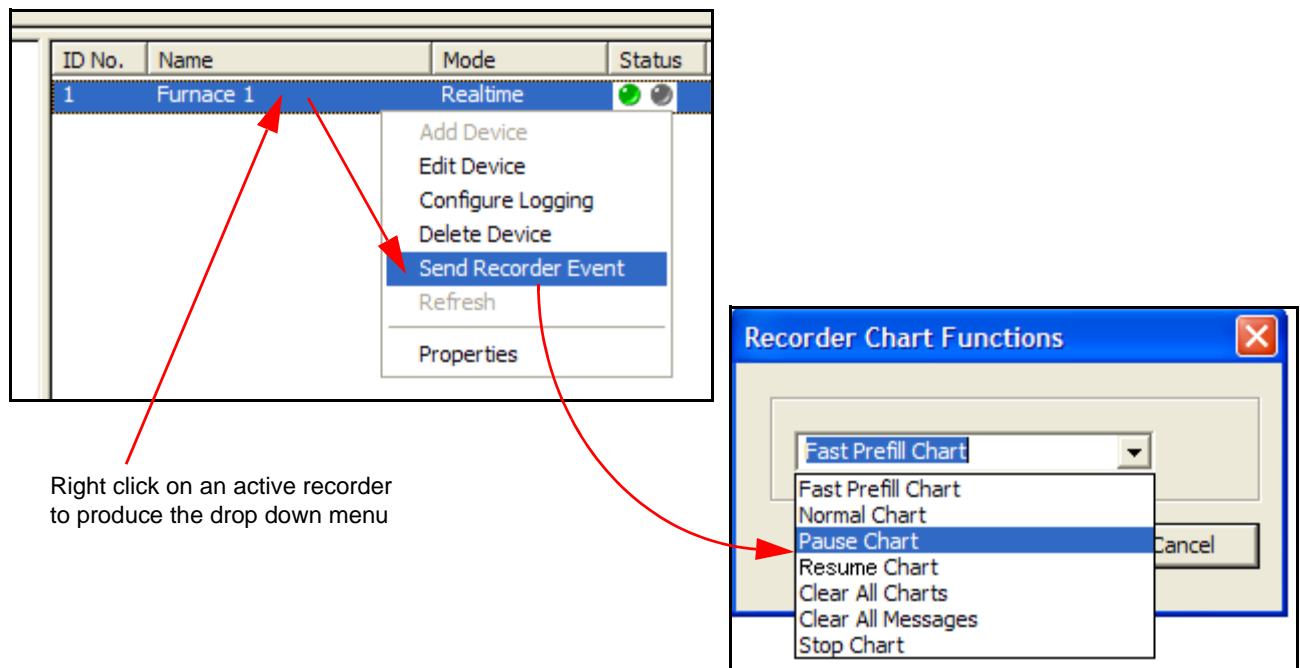 ID No. Name Mode Status
1 Furnace 1 Realtime
Add Device
Edit Device
Configure Logging
Delete Device
Send Recorder Event
Refresh
Properties
Right click on an active recorder
to produce the drop down menu
Recorder Chart Functions
Fast Prefill Chart
Fast Prefill Chart
Normal Chart
Pause Chart
Cancel
Resume Chart
Clear All Charts
Clear All Messages
Stop Chart